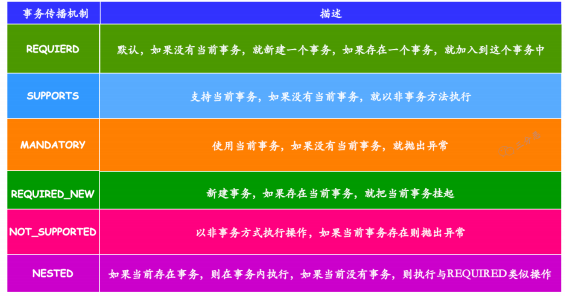 事务传播机制 描述
REQUIERD 默认，如果没有当前事务，就新建一个事务，如果存在一个事务，就加入到这个事务中
SUPPORTS 支持当前事务，如果没有当前事务，就以非事务方法执行
MANDATORY 使用当前事务，如果没有当前事务，就抛出异常
REQUIRED_NEW 新建事务，如果存在当前事务，就把当前事务挂起
NOT_SUPPORTED 以非事务方式执行操作，如果当前事务存在则抛出异常
NESTED 如果当前存在事务，则在事务内执行，如果当前没有事务，则执行与REQUIRED类似操作